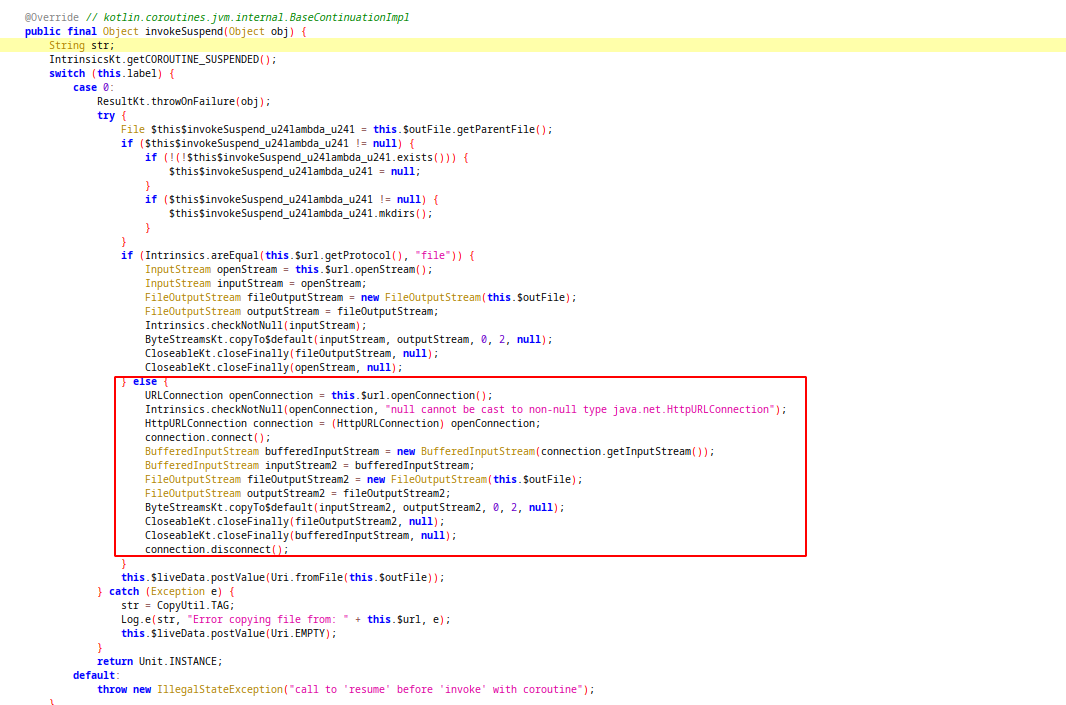 @Override // kotlin.coroutines.jvm.internal.BaseContinuationImpl
public final Object invokeSuspend(Object obj) {
    String str;
    IntrinsicsKt.getCOROUTINE_SUSPENDED();
    switch (this.label) {
        case 0:
            ResultKt.throwOnFailure(obj);
            try {
                File $this$invokeSuspend_u24lambda_u241 = this.$outFile.getParentFile();
                if ($this$invokeSuspend_u24lambda_u241 != null) {
                    if (!(!$this$invokeSuspend_u24lambda_u241.exists())) {
                        $this$invokeSuspend_u24lambda_u241 = null;
                    }
                    if ($this$invokeSuspend_u24lambda_u241 != null) {
                        $this$invokeSuspend_u24lambda_u241.mkdirs();
                    }
                }
                if (Intrinsics.areEqual(this.$url.getProtocol(), "file")) {
                    InputStream openStream = this.$url.openStream();
                    InputStream inputStream = openStream;
                    FileOutputStream fileOutputStream = new FileOutputStream(this.$outFile);
                    FileOutputStream outputStream = fileOutputStream;
                    Intrinsics.checkNotNull(inputStream);
                    ByteStreamsKt.copyTo$default(inputStream, outputStream, 0, 2, null);
                    CloseableKt.closeFinally(fileOutputStream, null);
                    CloseableKt.closeFinally(openStream, null);
                } else {
                    URLConnection openConnection = this.$url.openConnection();
                    Intrinsics.checkNotNull(openConnection, "null cannot be cast to non-null type java.net.HttpURLConnection");
                    HttpURLConnection connection = (HttpURLConnection) openConnection;
                    connection.connect();
                    BufferedInputStream bufferedInputStream = new BufferedInputStream(connection.getInputStream());
                    BufferedInputStream inputStream2 = bufferedInputStream;
                    FileOutputStream fileOutputStream2 = new FileOutputStream(this.$outFile);
                    FileOutputStream outputStream2 = fileOutputStream2;
                    ByteStreamsKt.copyTo$default(inputStream2, outputStream2, 0, 2, null);
                    CloseableKt.closeFinally(fileOutputStream2, null);
                    CloseableKt.closeFinally(bufferedInputStream, null);
                    connection.disconnect();
                }
                this.$liveData.postValue(Uri.fromFile(this.$outFile));
            } catch (Exception e) {
                str = CopyUtil.TAG;
                Log.e(str, "Error copying file from: " + this.$url, e);
                this.$liveData.postValue(Uri.EMPTY);
            }
            return Unit.INSTANCE;
        default:
            throw new IllegalStateException("call to 'resume' before 'invoke' with coroutine");
    }